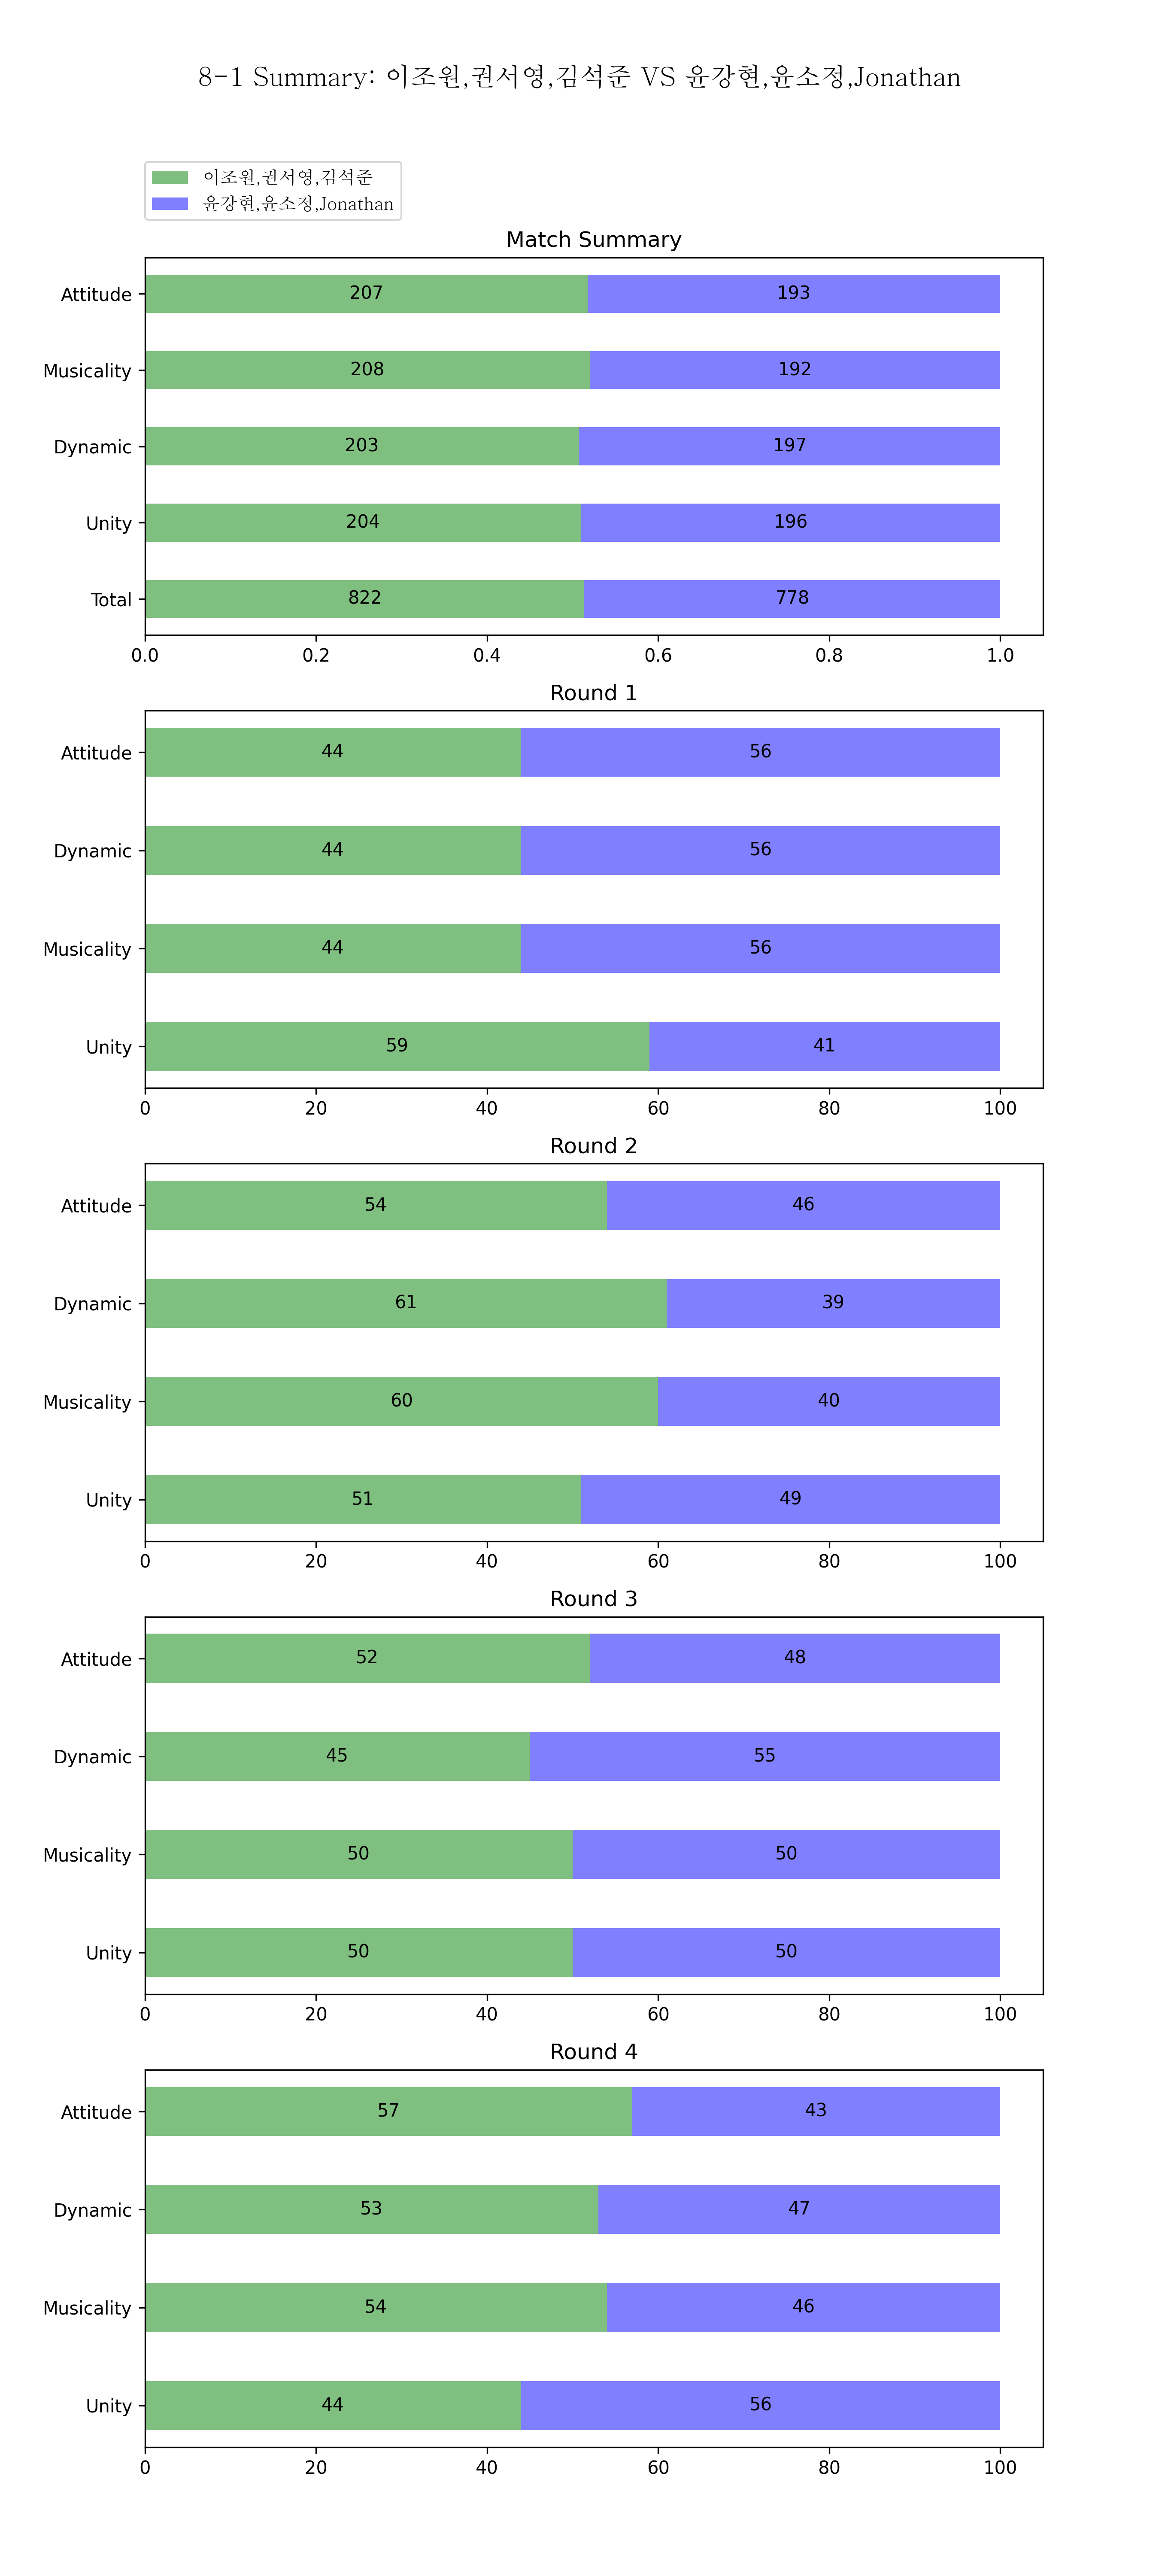 8-1 Summary: 이조원,권서영,김석준 VS 윤강현,윤소정,Jonathan
이조원,권서영,김석준
윤강현,윤소정,Jonathan
Match Summary
Attitude 207 193
Musicality 208 192
Dynamic 203 197
Unity 204 196
Total 822 778
0.0 0.2 0.4 0.6 0.8 1.0
Round 1
Attitude 44 56
Dynamic 44 56
Musicality 44 56
Unity 59 41
0 20 40 60 80 100
Round 2
Attitude 54 46
Dynamic 61 39
Musicality 60 40
Unity 51 49
0 20 40 60 80 100
Round 3
Attitude 52 48
Dynamic 45 55
Musicality 50 50
Unity 50 50
0 20 40 60 80 100
Round 4
Attitude 57 43
Dynamic 53 47
Musicality 54 46
Unity 44 56
0 20 40 60 80 100